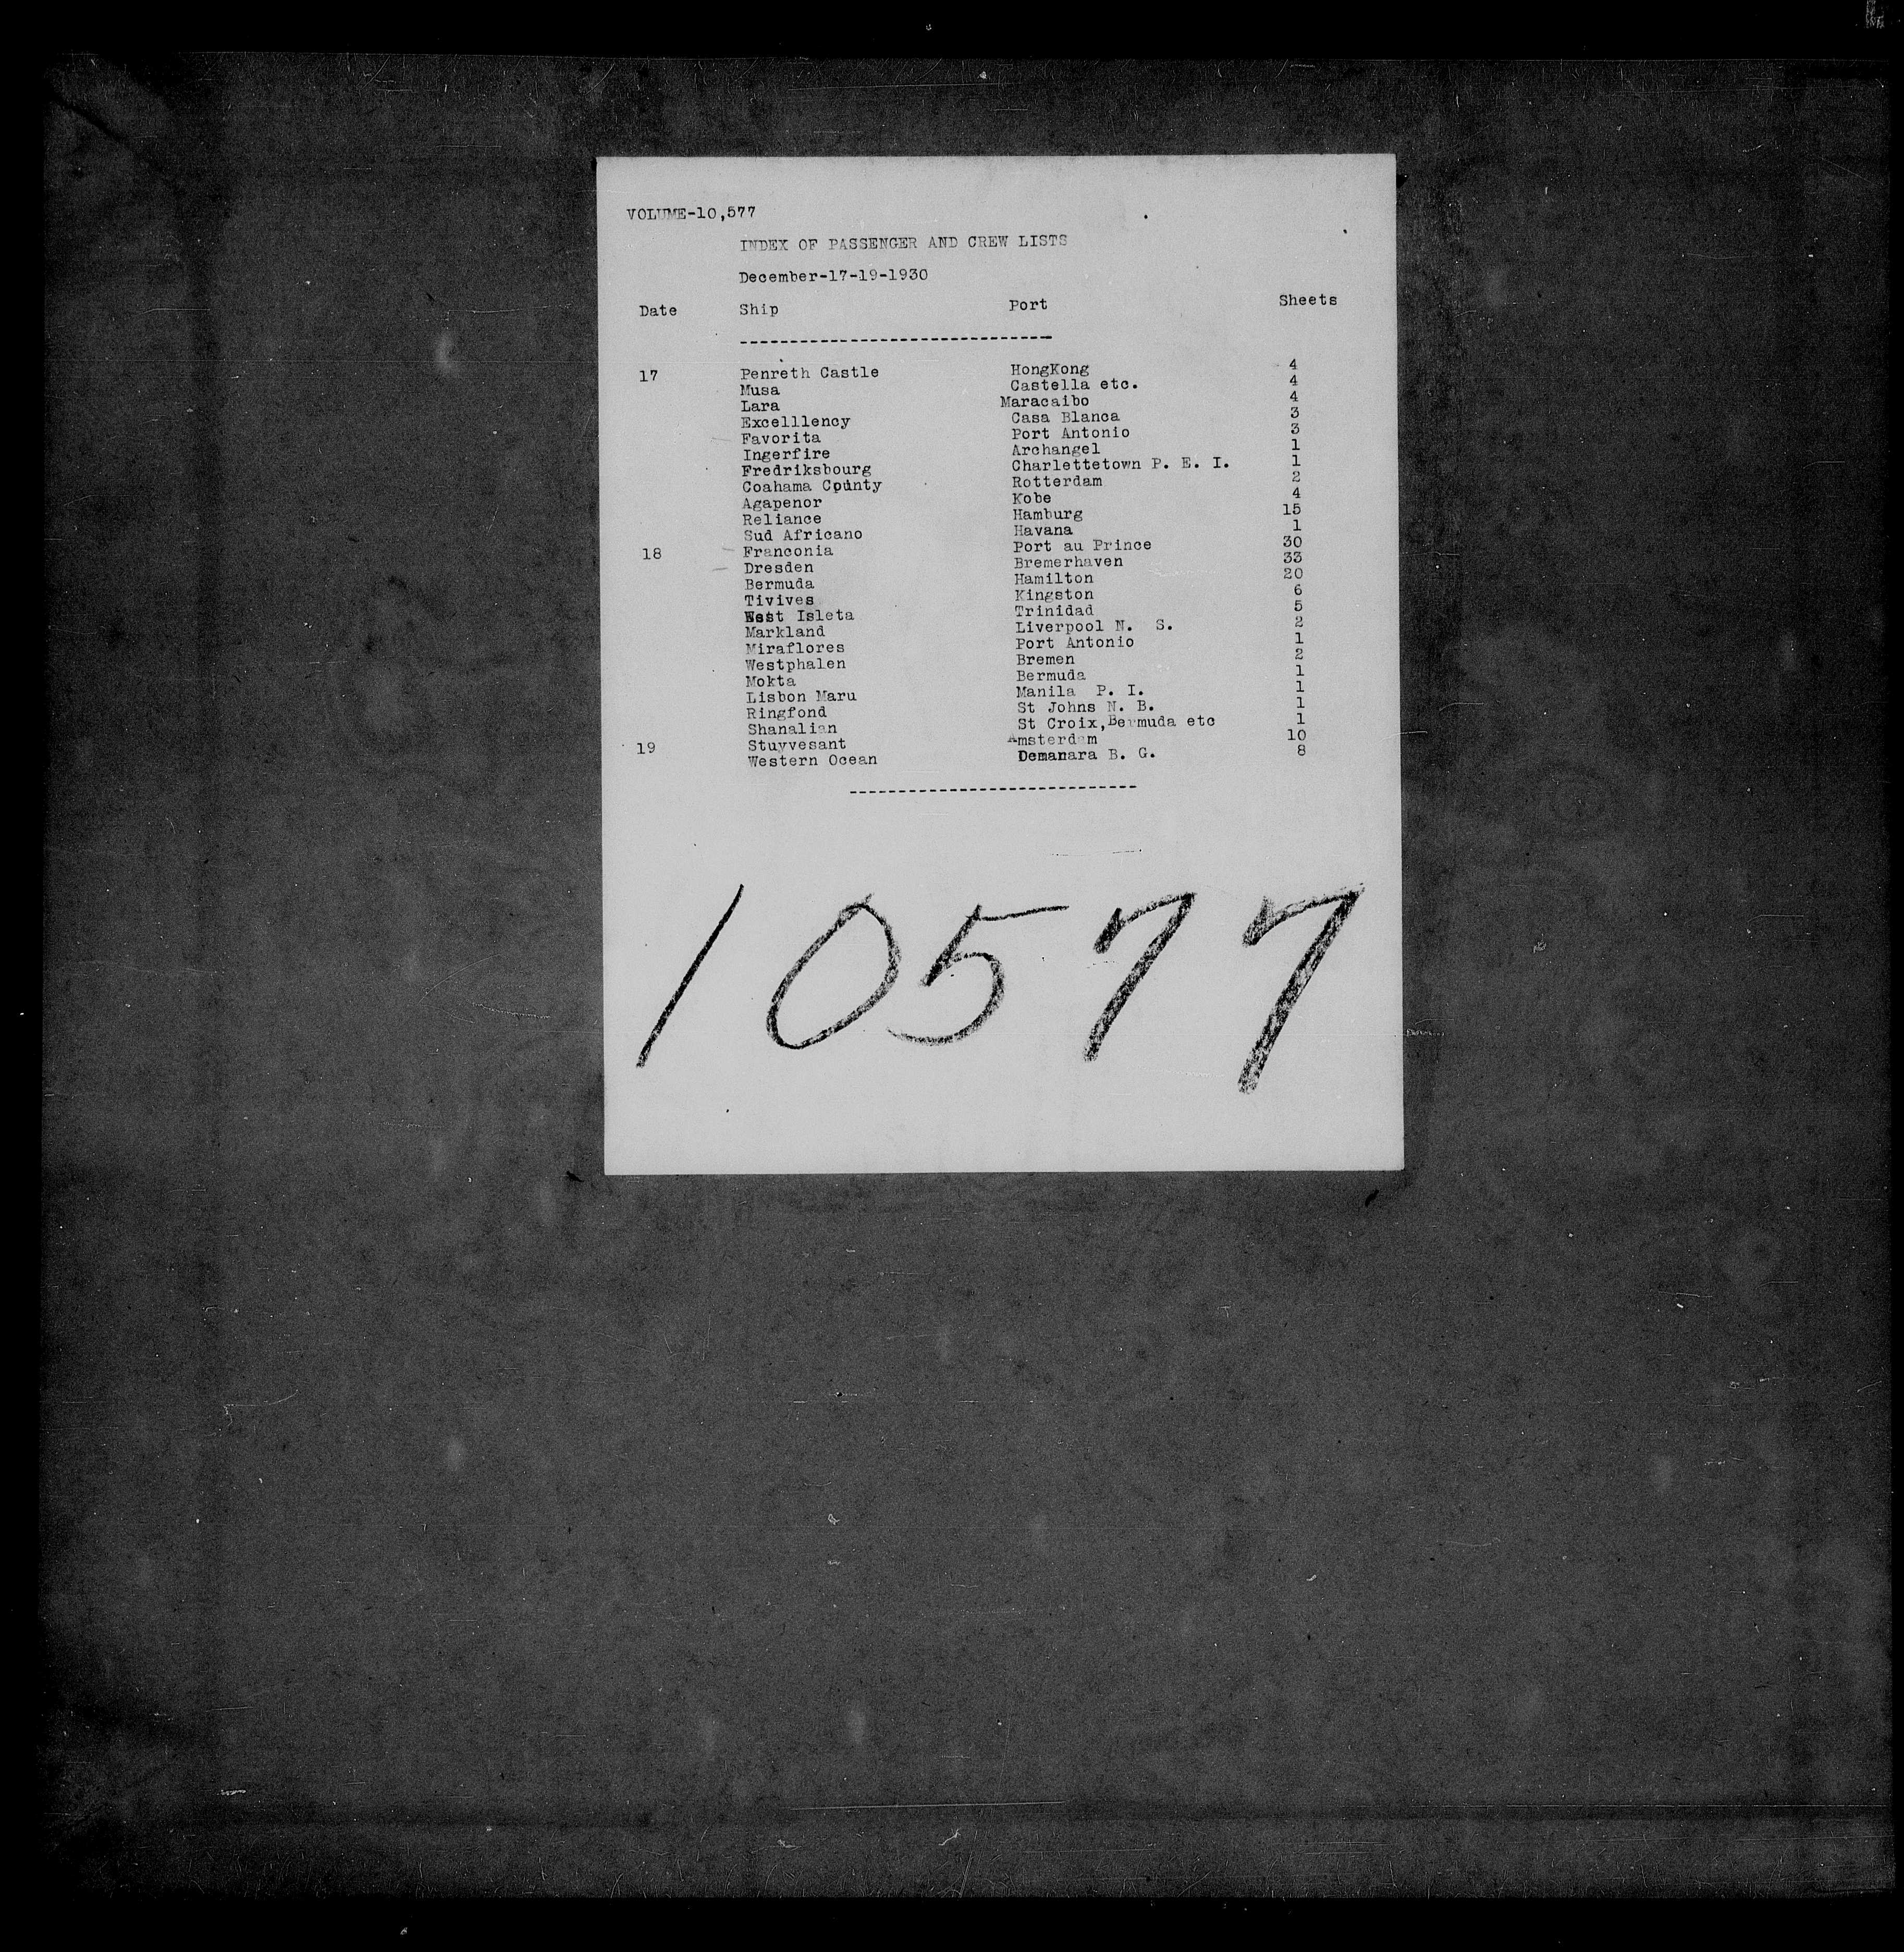 VOLUME-10,577
INDEX OF PASSENGER AND CREW LISTS
December-17-19-1930
Date Ship Port Sheets
--------------------------------
17 Penreth Castle HongKong 4
Musa Castella etc. 4
Lara Maracaibo 4
Excelllency Casa Blanca 3
Favorita Port Antonio 3
Ingerfire Archangel 1
Fredriksbourg Charlettetown P. E. I. 1
Coahama County Rotterdam 2
Agapenor Kobe 4
Reliance Hamburg 15
Sud Africano Havana 1
18 Franconia Port au Prince 30
Dresden Bremerhaven 33
Bermuda Hamilton 20
Tivives Kingston 6
West Isleta Trinidad 5
Markland Liverpool N. S. 2
Miraflores Port Antonio 1
Westphalen Bremen 2
Mokta Bermuda 1
Lisbon Maru Manila P. I. 1
Ringfond St Johns N. B. 1
Shanalian St Croix,Bermuda etc 1
19 Stuyvesant Amsterdam 10
Western Ocean Demanara B. G. 8
-----------------------------
10577